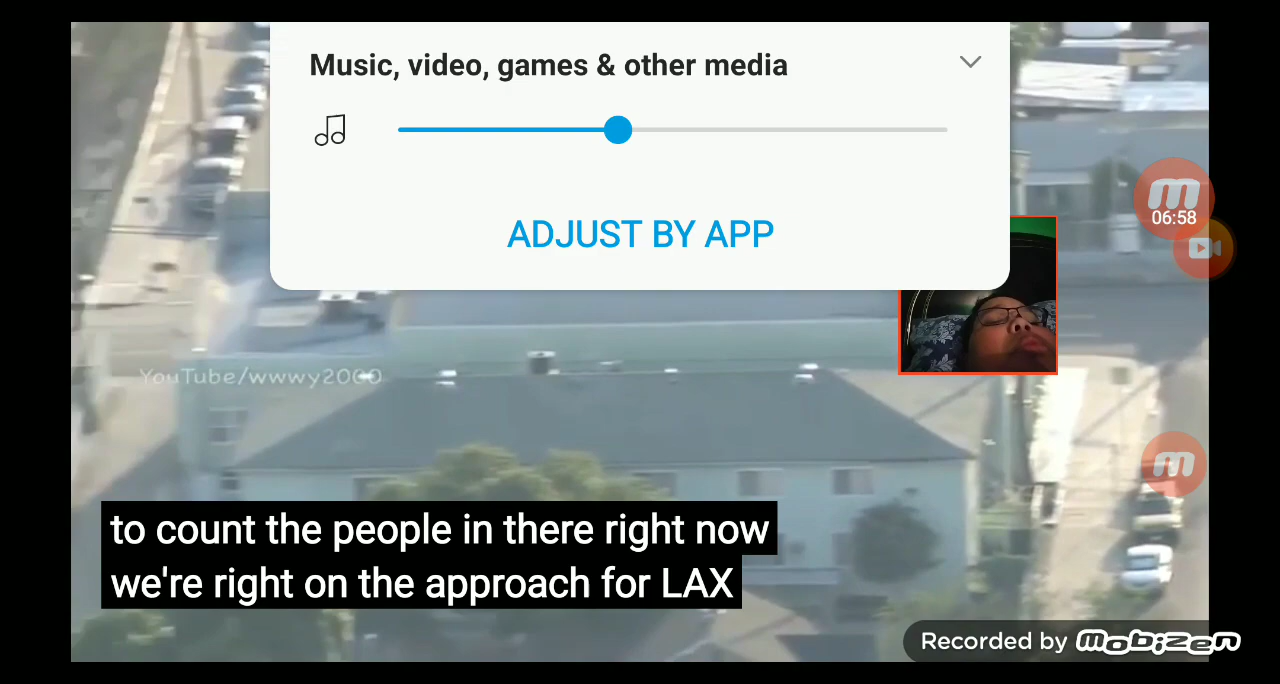 Music, video, games & other media
ADJUST BY APP
06:58
YouTube/wwwy2000
to count the people in there right now
we're right on the approach for LAX
Recorded by mobizen